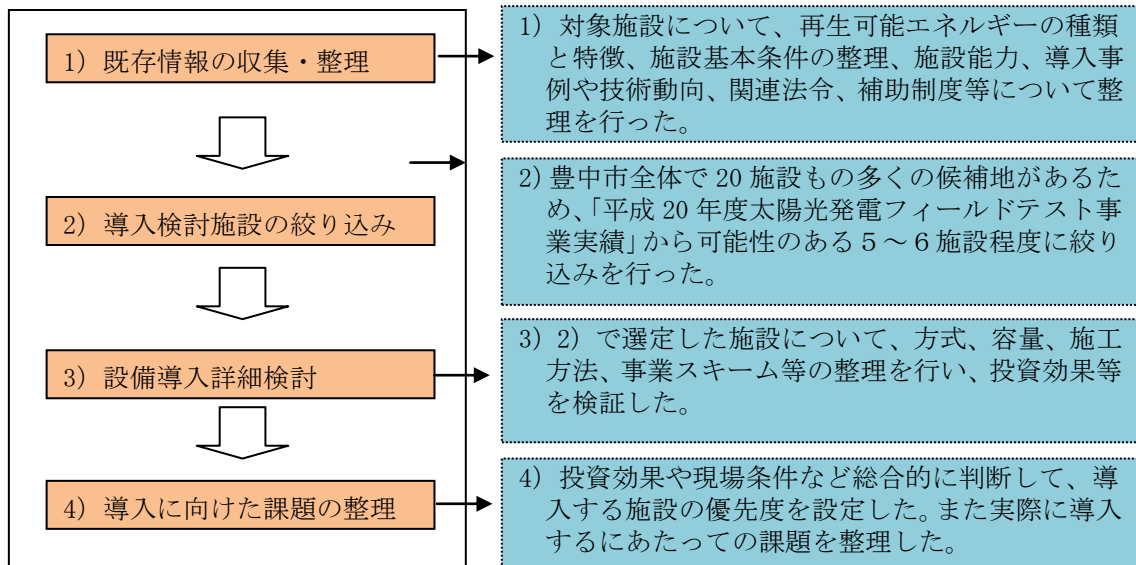 1）既存情報の収集・整理
1）対象施設について、再生可能エネルギーの種類
と特徴、施設基本条件の整理、施設能力、導入事
例や技術動向、関連法令、補助制度等について整
理を行った。
2）導入検討施設の絞り込み
2）豊中市全体で 20 施設もの多くの候補地があるた
め、「平成 20 年度太陽光発電フィールドテスト事
業実績」から可能性のある５～６施設程度に絞り
込みを行った。
3）設備導入詳細検討
3）2）で選定した施設について、方式、容量、施工
方法、事業スキーム等の整理を行い、投資効果等
を検証した。
4）導入に向けた課題の整理
4）投資効果や現場条件など総合的に判断して、導
入する施設の優先度を設定した。また実際に導入
するにあたっての課題を整理した。